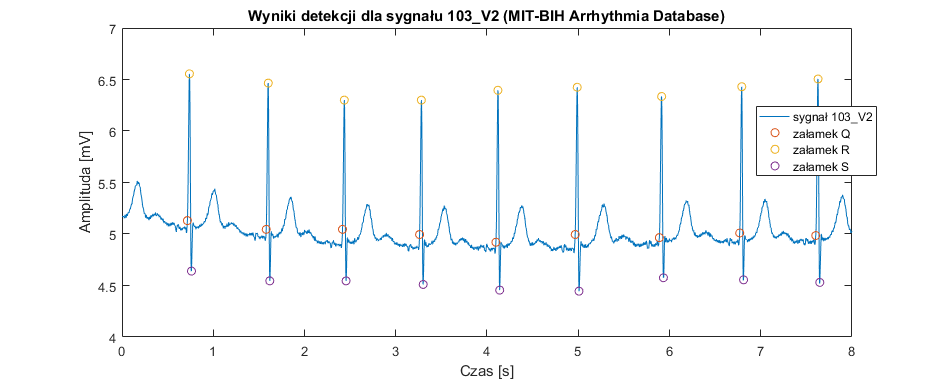 Wyniki detekcji dla sygnału 103_V2 (MIT-BIH Arrhythmia Database)
7
6.5
6
5.5
5
4.5
4
Amplituda [mV]
sygnał 103_V2
załamek Q
załamek R
załamek S
0 1 2 3 4 5 6 7 8
Czas [s]